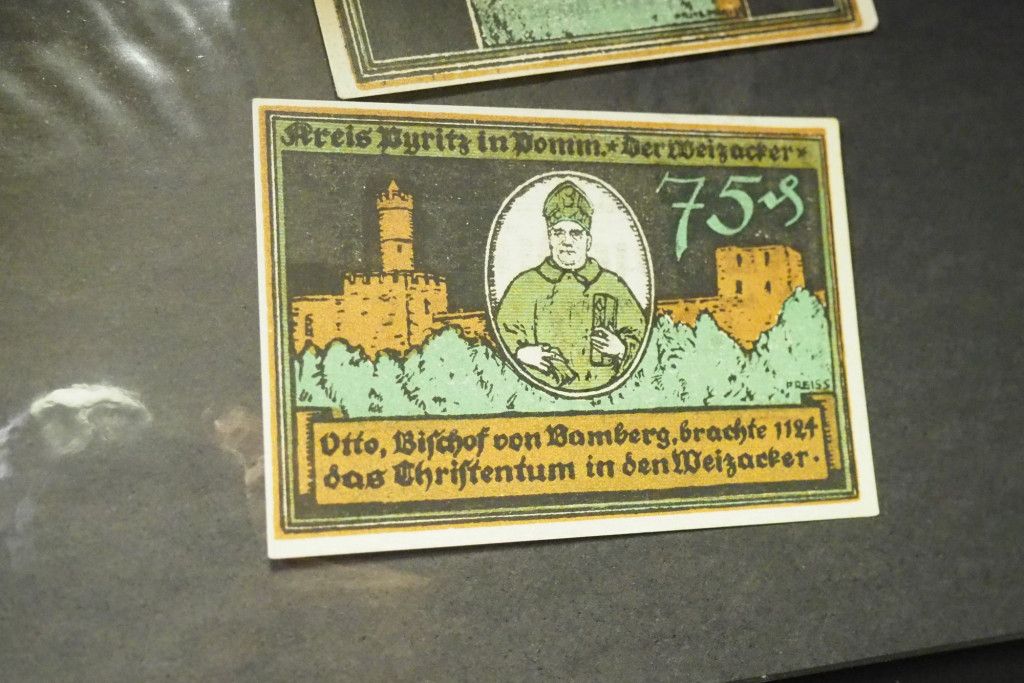 Kreis Pyritz in Pomm. * Der Weizacker *
75 ₰
PREISS
Otto, Bischof von Bamberg, brachte 1124
das Christentum in den Weizacker.